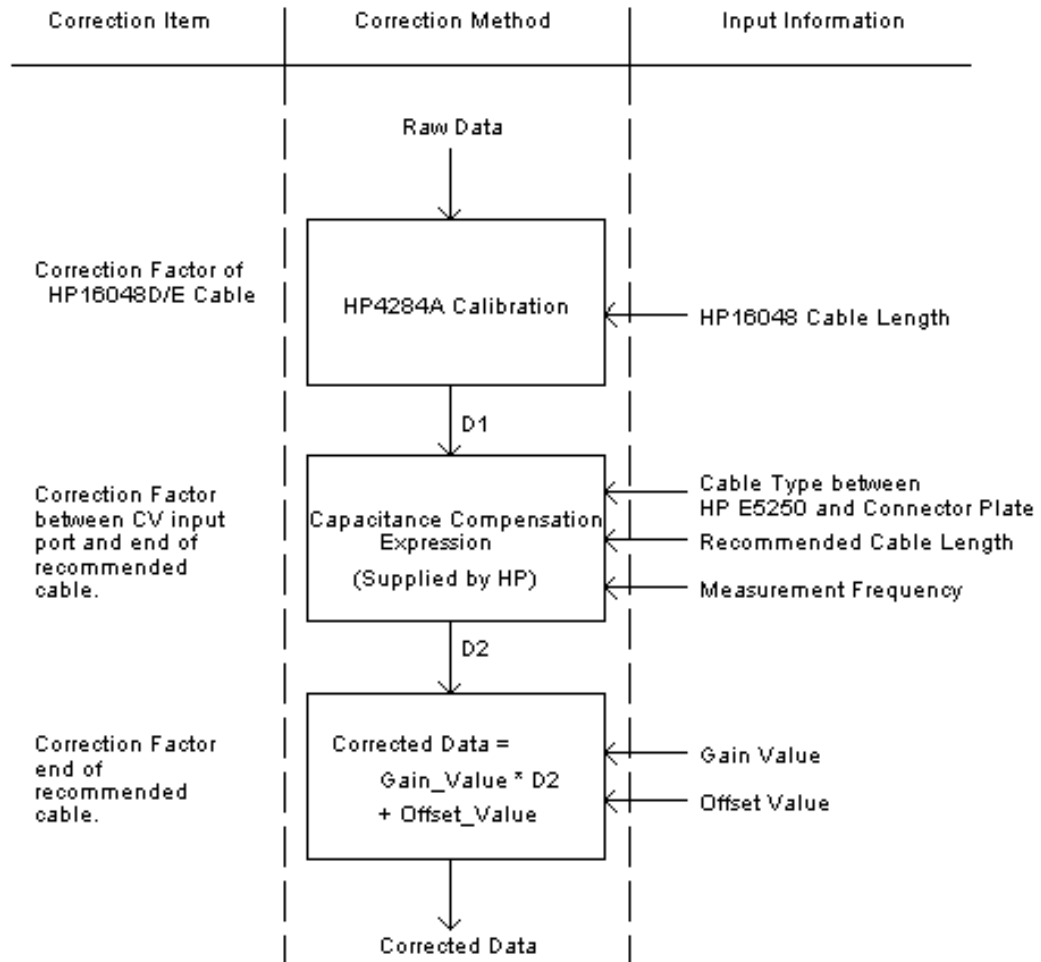 Correction Item
Correction Method
Input Information
Raw Data
Correction Factor of
HP16048D/E Cable
HP4284A Calibration
HP16048 Cable Length
D1
Correction Factor
between CV input
port and end of
recommended
cable.
Capacitance Compensation
Expression
(Supplied by HP)
Cable Type between
HP E5250 and Connector Plate
Recommended Cable Length
Measurement Frequency
D2
Correction Factor
end of
recommended
cable.
Corrected Data =
Gain_Value * D2
+ Offset_Value
Gain Value
Offset Value
Corrected Data